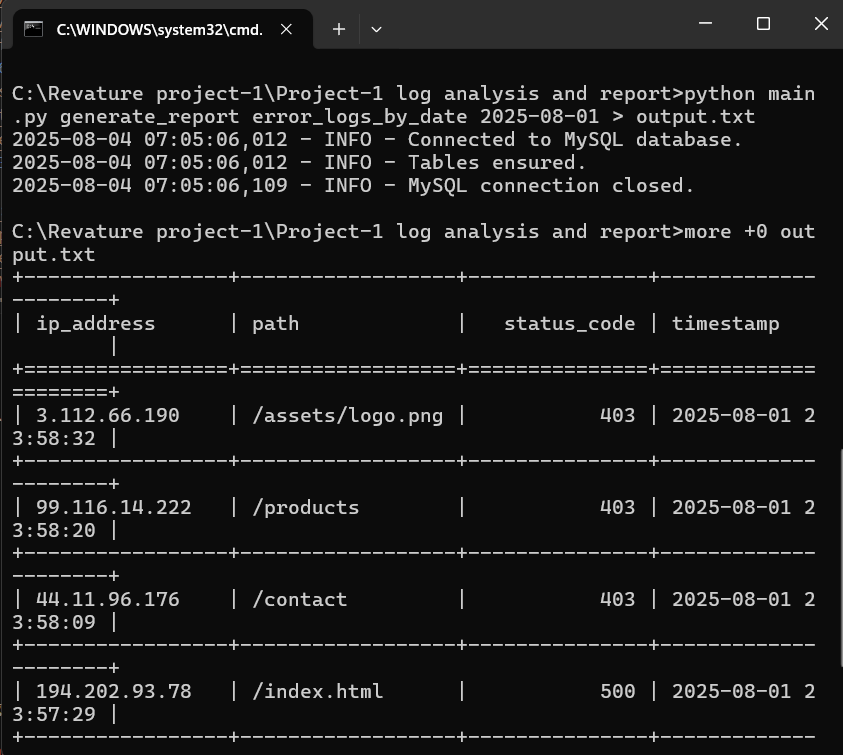 C:\WINDOWS\system32\cmd.
C:\Revature project-1\Project-1 log analysis and report>python main
.py generate_report error_logs_by_date 2025-08-01 > output.txt
2025-08-04 07:05:06,012 - INFO - Connected to MySQL database.
2025-08-04 07:05:06,012 - INFO - Tables ensured.
2025-08-04 07:05:06,109 - INFO - MySQL connection closed.

C:\Revature project-1\Project-1 log analysis and report>more +0 out
put.txt
+-----------------+------------------+---------------+-------------
--------+
| ip_address      | path             |   status_code | timestamp
        |
+=================+==================+===============+=============
========+
| 3.112.66.190    | /assets/logo.png |           403 | 2025-08-01 2
3:58:32 |
+-----------------+------------------+---------------+-------------
--------+
| 99.116.14.222   | /products        |           403 | 2025-08-01 2
3:58:20 |
+-----------------+------------------+---------------+-------------
--------+
| 44.11.96.176    | /contact         |           403 | 2025-08-01 2
3:58:09 |
+-----------------+------------------+---------------+-------------
--------+
| 194.202.93.78   | /index.html      |           500 | 2025-08-01 2
3:57:29 |
+-----------------+------------------+---------------+-------------